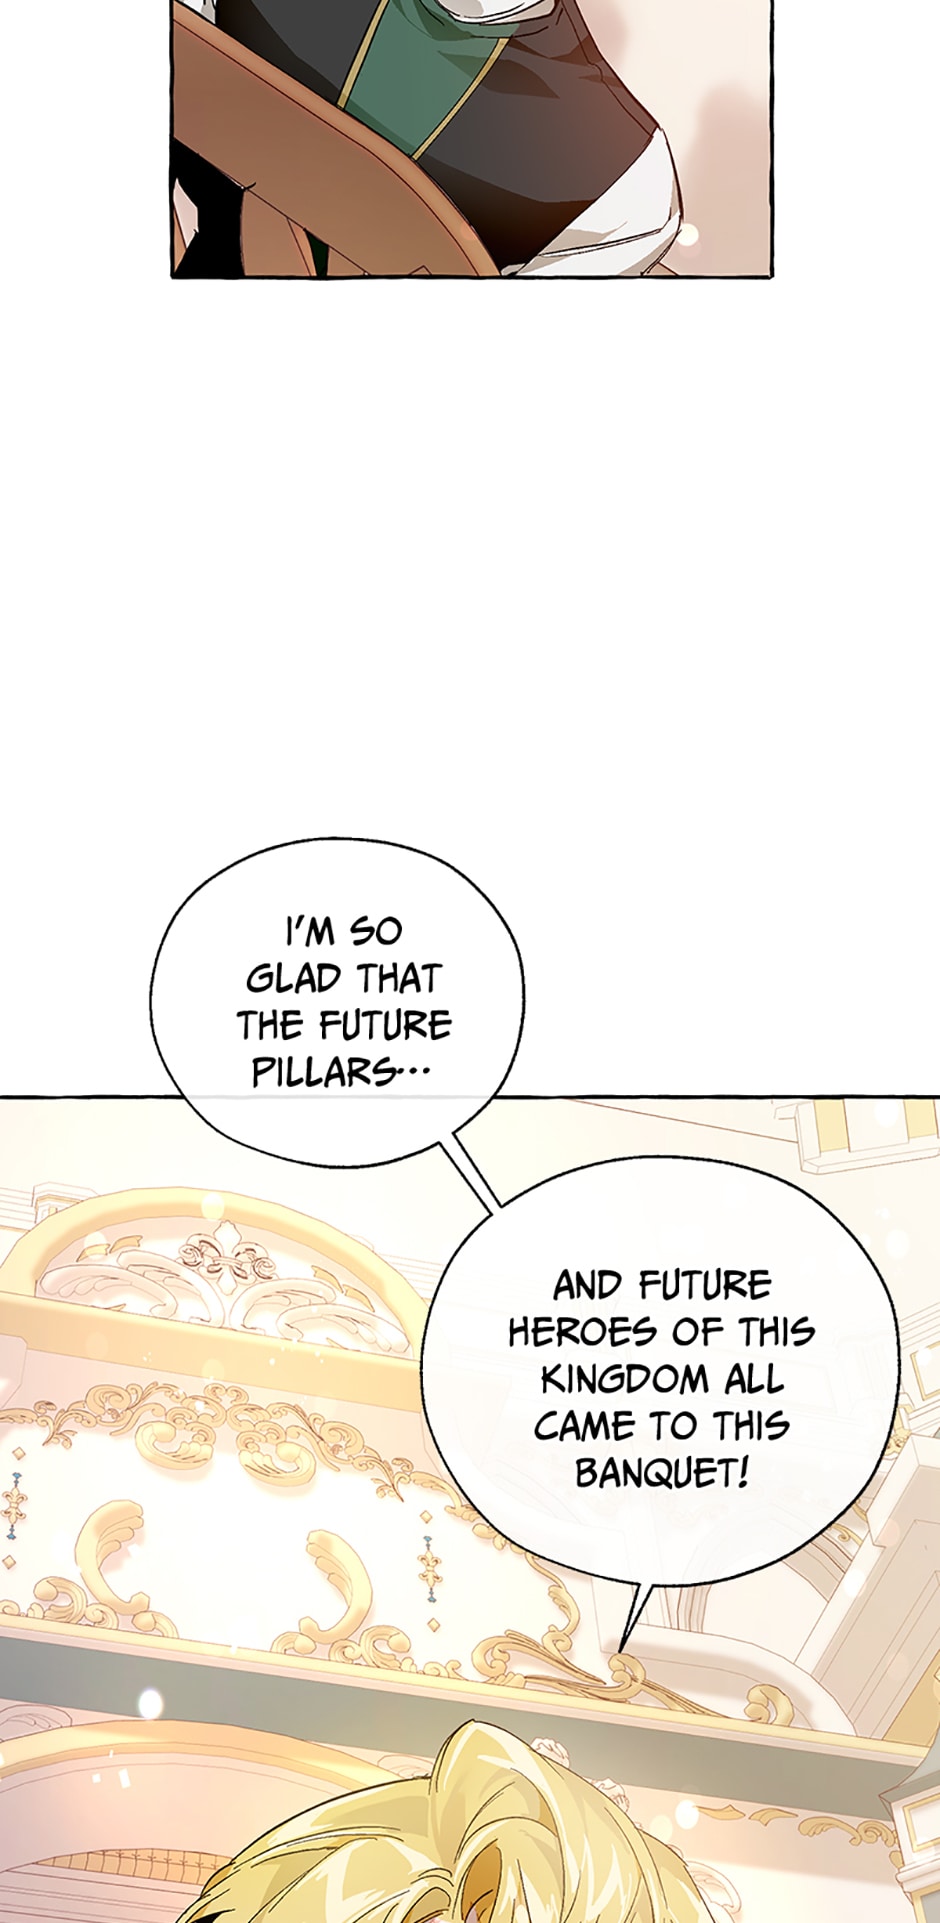 I'M SO
GLAD THAT
THE FUTURE
PILLARS...
AND FUTURE
HEROES OF THIS
KINGDOM ALL
CAME TO THIS
BANQUET!